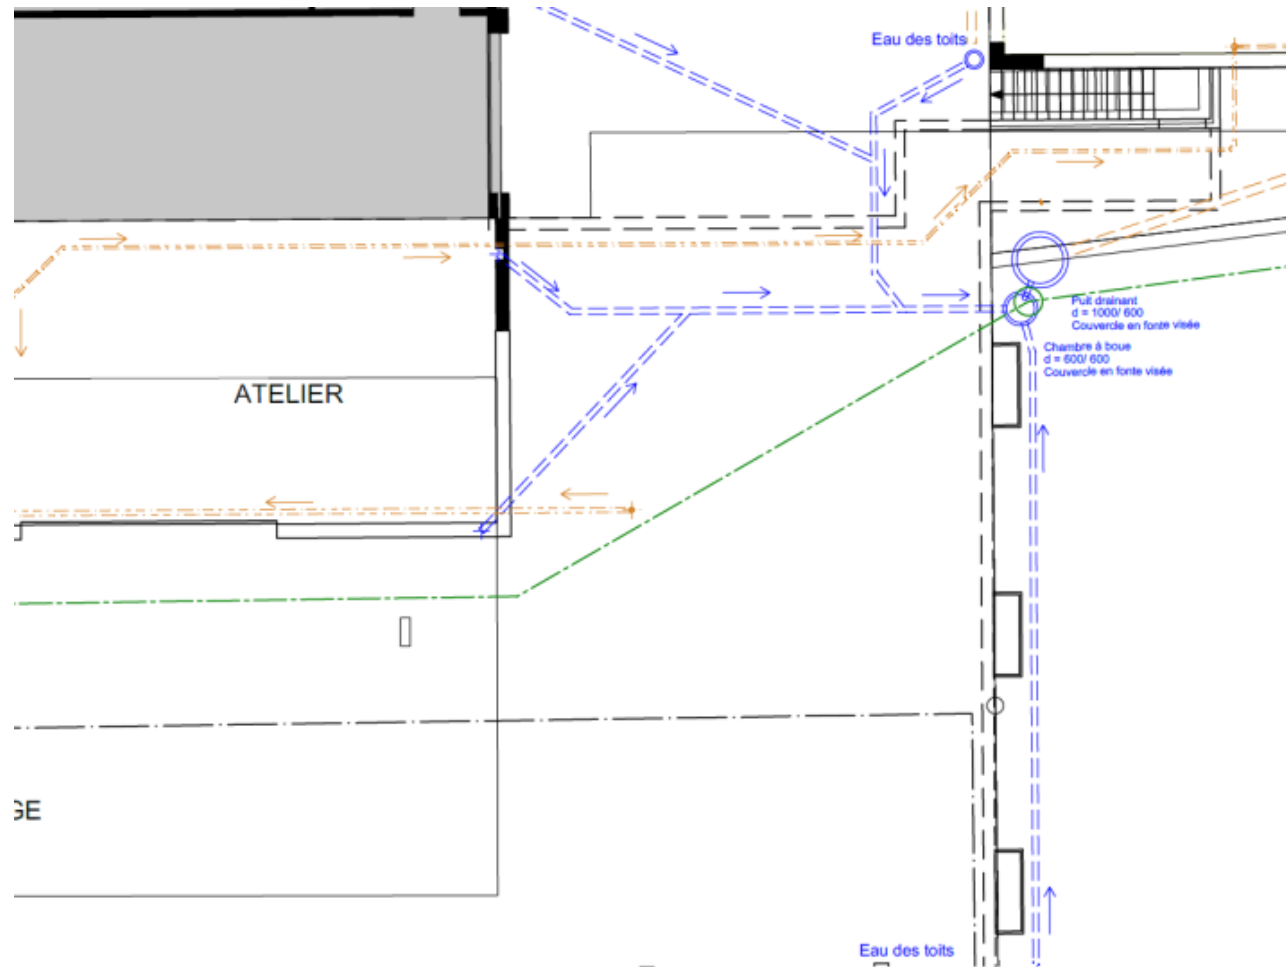 Eau des toits
Puit drainant
d = 1000/ 600
Couvercle en fonte visée
Chambre à boue
d = 600/ 600
Couvercle en fonte visée
ATELIER
GE
Eau des toits